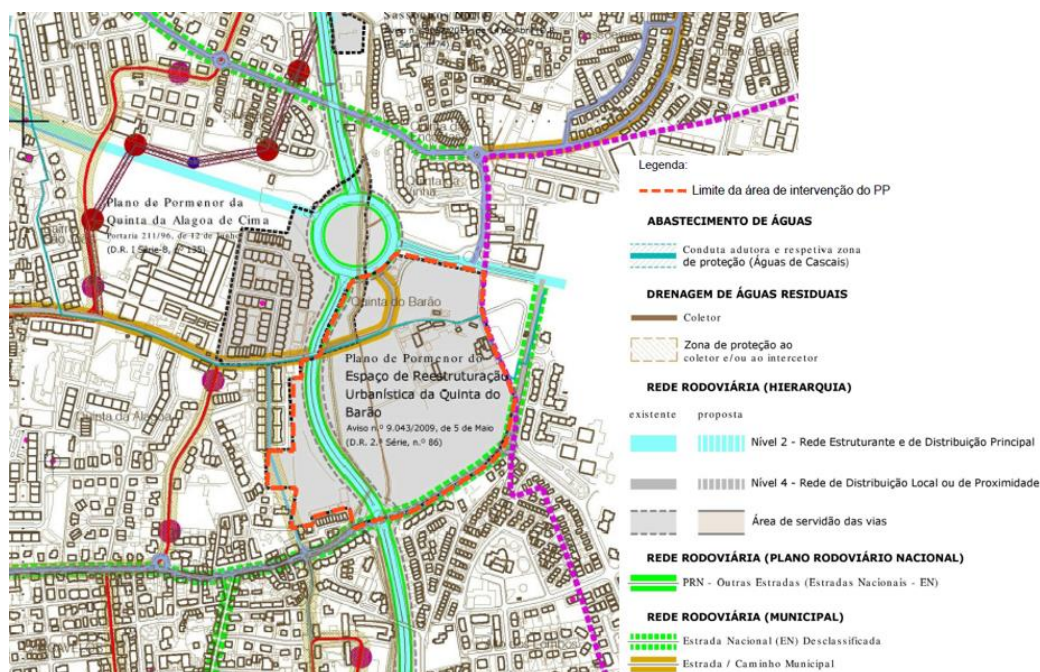 Plano de Pormenor da
Quinta da Alagoa de Cima
Portaria 211/96, de 12 de Junho
(D.R. I Série-B, nº 135)
Quinta do Barão
Plano de Pormenor do
Espaço de Reestruturação
Urbanística da Quinta do
Barão
Aviso n.º 9.043/2009, de 5 de Maio
(D.R. 2.ª Série, n.º 86)
Quinta da Alagoa
Legenda:
Limite da área de intervenção do PP
ABASTECIMENTO DE ÁGUAS
Conduta adutora e respetiva zona
de proteção (Águas de Cascais)
DRENAGEM DE ÁGUAS RESIDUAIS
Coletor
Zona de proteção ao
coletor e/ou ao intercetor
REDE RODOVIÁRIA (HIERARQUIA)
existente proposta
Nível 2 - Rede Estruturante e de Distribuição Principal
Nível 4 - Rede de Distribuição Local ou de Proximidade
Área de servidão das vias
REDE RODOVIÁRIA (PLANO RODOVIÁRIO NACIONAL)
PRN - Outras Estradas (Estradas Nacionais - EN)
REDE RODOVIÁRIA (MUNICIPAL)
Estrada Nacional (EN) Desclassificada
Estrada / Caminho Municipal